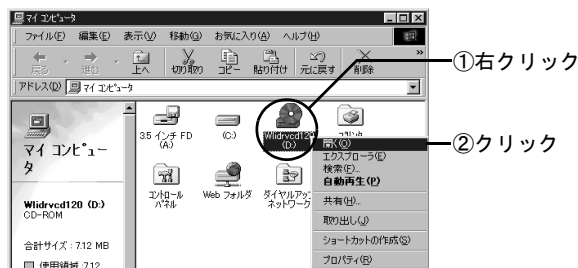 マイ コンピュータ
ファイル(F) 編集(E) 表示(V) 移動(G) お気に入り(A) ヘルプ(H)
戻る 進む 上へ 切り取り コピー 貼り付け 元に戻す 削除 »
アドレス(D) マイ コンピュータ
①右クリック
マイ コンピュー
タ
3.5 インチ FD
(A:)
(C:)
Wlidrvcd120
(D:)
コントロール
パネル
Web フォルダ
ダイヤルアップ
ネットワーク
②クリック
開く(O)
エクスプローラ(E)
検索(F)...
自動再生(P)
共有(H)...
取り出し(J)
ショートカットの作成(S)
プロパティ(R)
Wlidrvcd120 (D:)
CD-ROM
合計サイズ : 7.12 MB
使用領域 :7.12